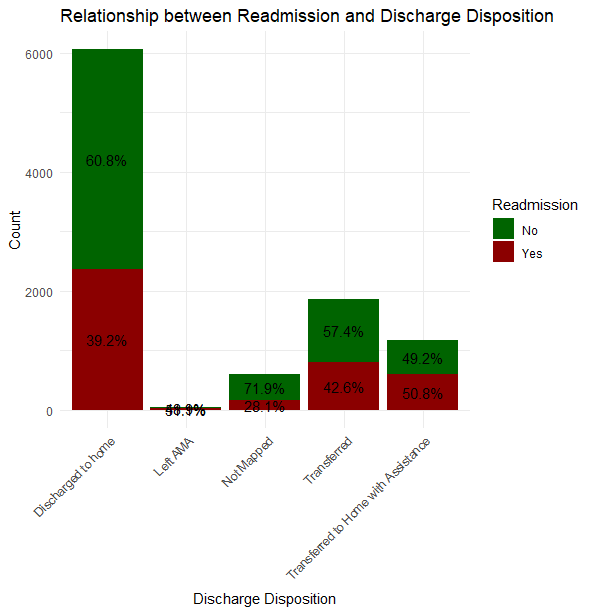 Relationship between Readmission and Discharge Disposition
Count
6000
4000
2000
0
60.8%
39.2%
71.9%
28.1%
57.4%
42.6%
49.2%
50.8%
Discharged to home
Left AMA
Not Mapped
Transferred
Transferred to Home with Assistance
Discharge Disposition
Readmission
No
Yes